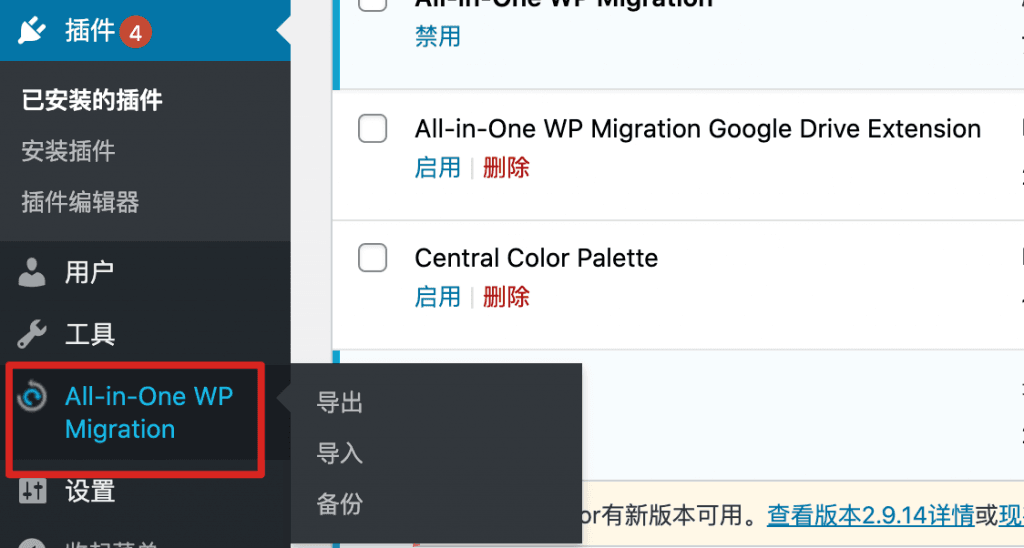 插件 4
已安装的插件
安装插件
插件编辑器
用户
工具
All-in-One WP
Migration
设置
收起菜单
导出
导入
备份
All-in-One WP Migration
禁用
All-in-One WP Migration Google Drive Extension
启用 | 删除
Central Color Palette
启用 | 删除
or有新版本可用。查看版本2.9.14详情或现